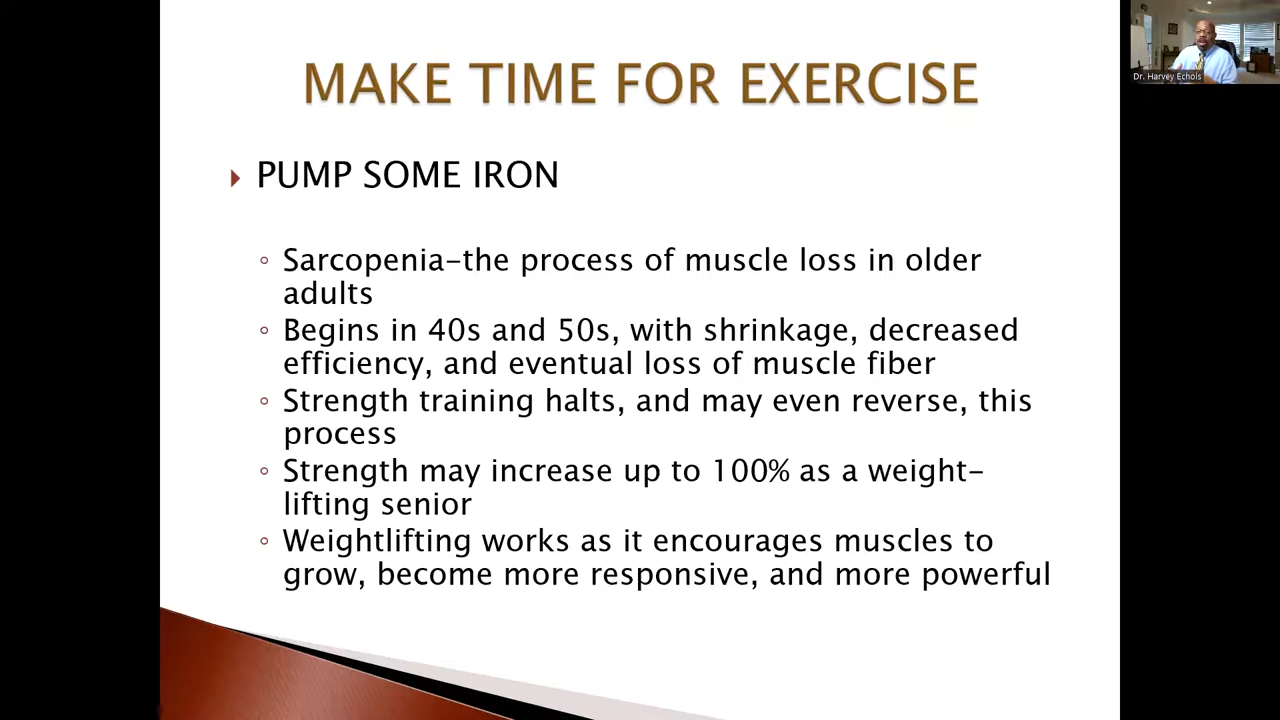 MAKE TIME FOR EXERCISE
PUMP SOME IRON
Sarcopenia-the process of muscle loss in older
adults
Begins in 40s and 50s, with shrinkage, decreased
efficiency, and eventual loss of muscle fiber
Strength training halts, and may even reverse, this
process
Strength may increase up to 100% as a weight-
lifting senior
Weightlifting works as it encourages muscles to
grow, become more responsive, and more powerful
Dr. Harvey Echols